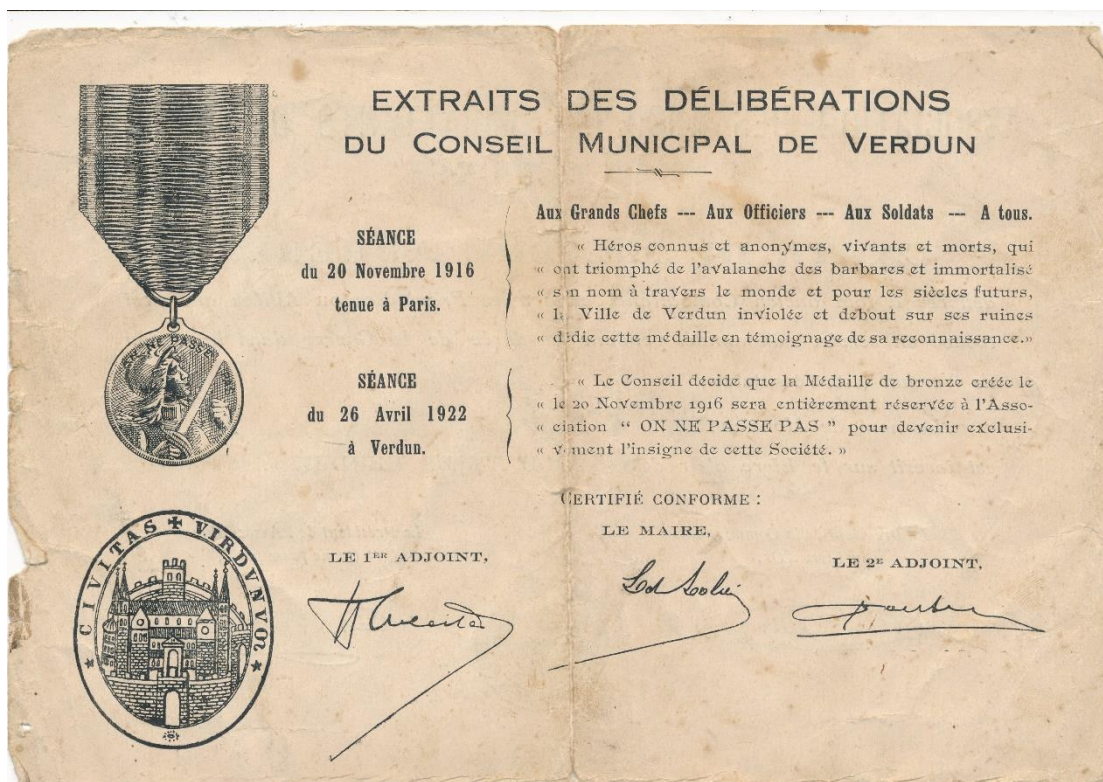 EXTRAITS DES DÉLIBÉRATIONS
DU CONSEIL MUNICIPAL DE VERDUN
ON NE PASSE PAS
SÉANCE
du 20 Novembre 1916
tenue à Paris.
Aux Grands Chefs --- Aux Officiers --- Aux Soldats --- A tous.
« Héros connus et anonymes, vivants et morts, qui
« ont triomphé de l'avalanche des barbares et immortalisé
« son nom à travers le monde et pour les siècles futurs,
« la Ville de Verdun inviolée et debout sur ses ruines
« dédie cette médaille en témoignage de sa reconnaissance.»
SÉANCE
du 26 Avril 1922
à Verdun.
« Le Conseil décide que la Médaille de bronze créée le
« le 20 Novembre 1916 sera entièrement réservée à l'Asso-
« ciation “ ON NE PASSE PAS ” pour devenir exclusi-
« vement l'insigne de cette Société. »
CERTIFIÉ CONFORME :
LE MAIRE,
LE 1ER ADJOINT,
LE 2E ADJOINT,
CIVITAS VIRDVNVM